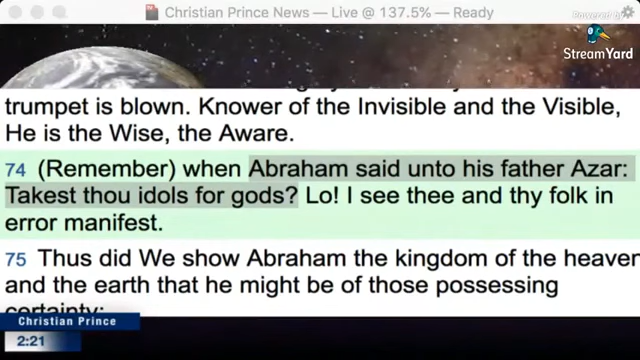 Christian Prince News — Live @ 137.5% — Ready
Powered by
StreamYard
trumpet is blown. Knower of the Invisible and the Visible,
He is the Wise, the Aware.
74 (Remember) when Abraham said unto his father Azar:
Takest thou idols for gods? Lo! I see thee and thy folk in
error manifest.
75 Thus did We show Abraham the kingdom of the heaven
and the earth that he might be of those possessing
certainty:
Christian Prince
2:21